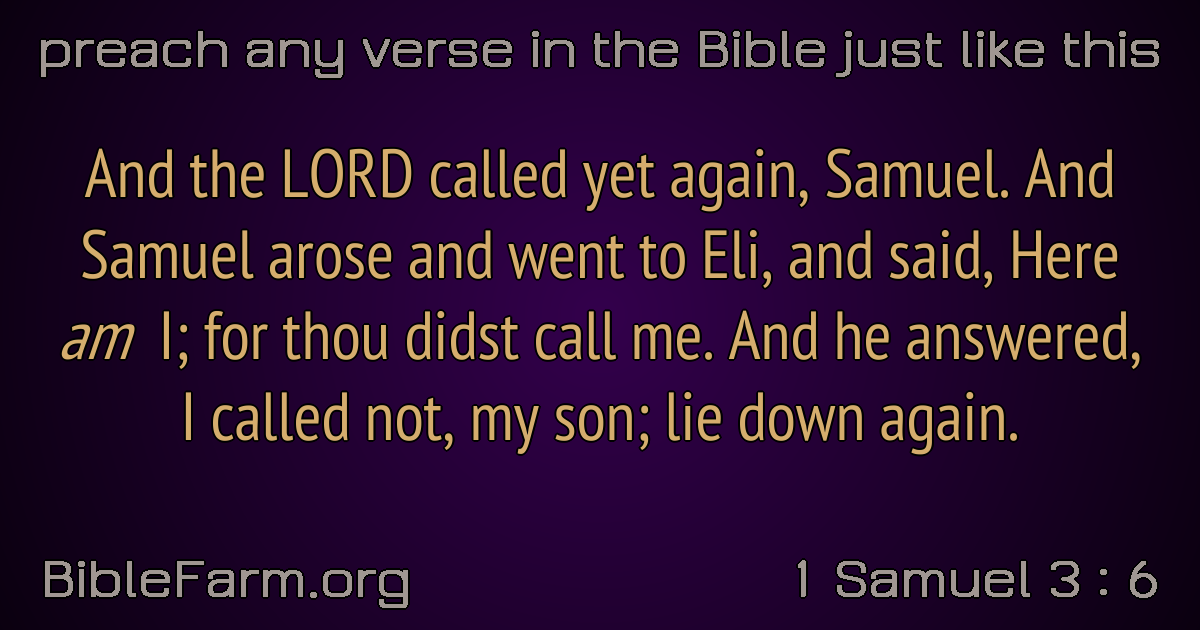 preach any verse in the Bible just like this
And the LORD called yet again, Samuel. And
Samuel arose and went to Eli, and said, Here
am I; for thou didst call me. And he answered,
I called not, my son; lie down again.
BibleFarm.org
1 Samuel 3 : 6